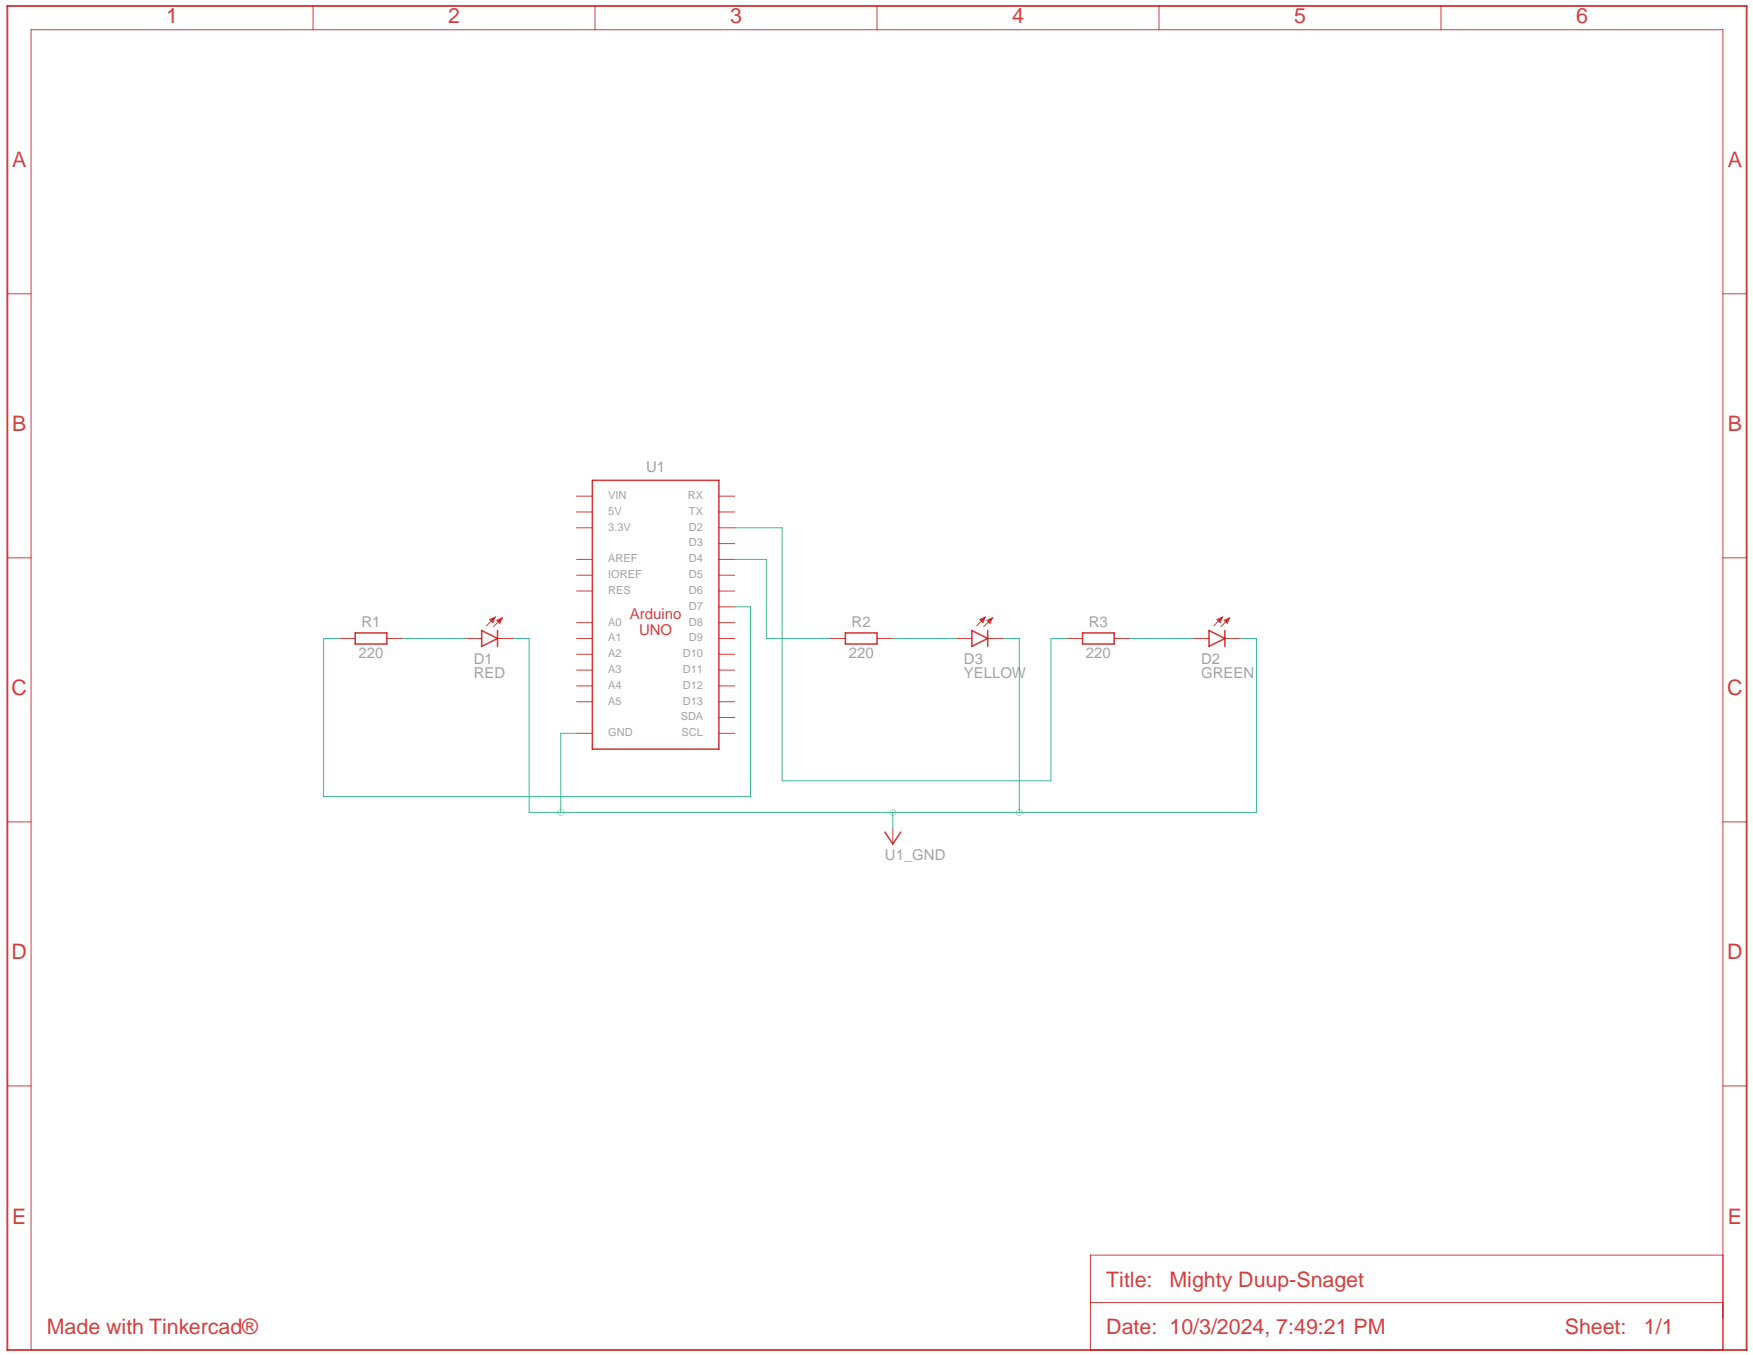 1 2 3 4 5 6
A A
B B
U1
VIN RX
5V TX
3.3V D2
D3
AREF D4
IOREF D5
RES D6
D7
Arduino
UNO
A0 D8
A1 D9
A2 D10
A3 D11
A4 D12
A5 D13
SDA
GND SCL
R1
220
D1
RED
R2
220
D3
YELLOW
R3
220
D2
GREEN
C C
U1_GND
D D
E E
Title: Mighty Duup-Snaget
Date: 10/3/2024, 7:49:21 PM Sheet: 1/1
Made with Tinkercad®